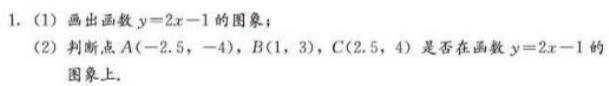 1. (1) 画出函数 y=2x-1 的图象;
(2) 判断点 A(-2.5, -4), B(1, 3), C(2.5, 4) 是否在函数 y=2x-1 的
图象上.